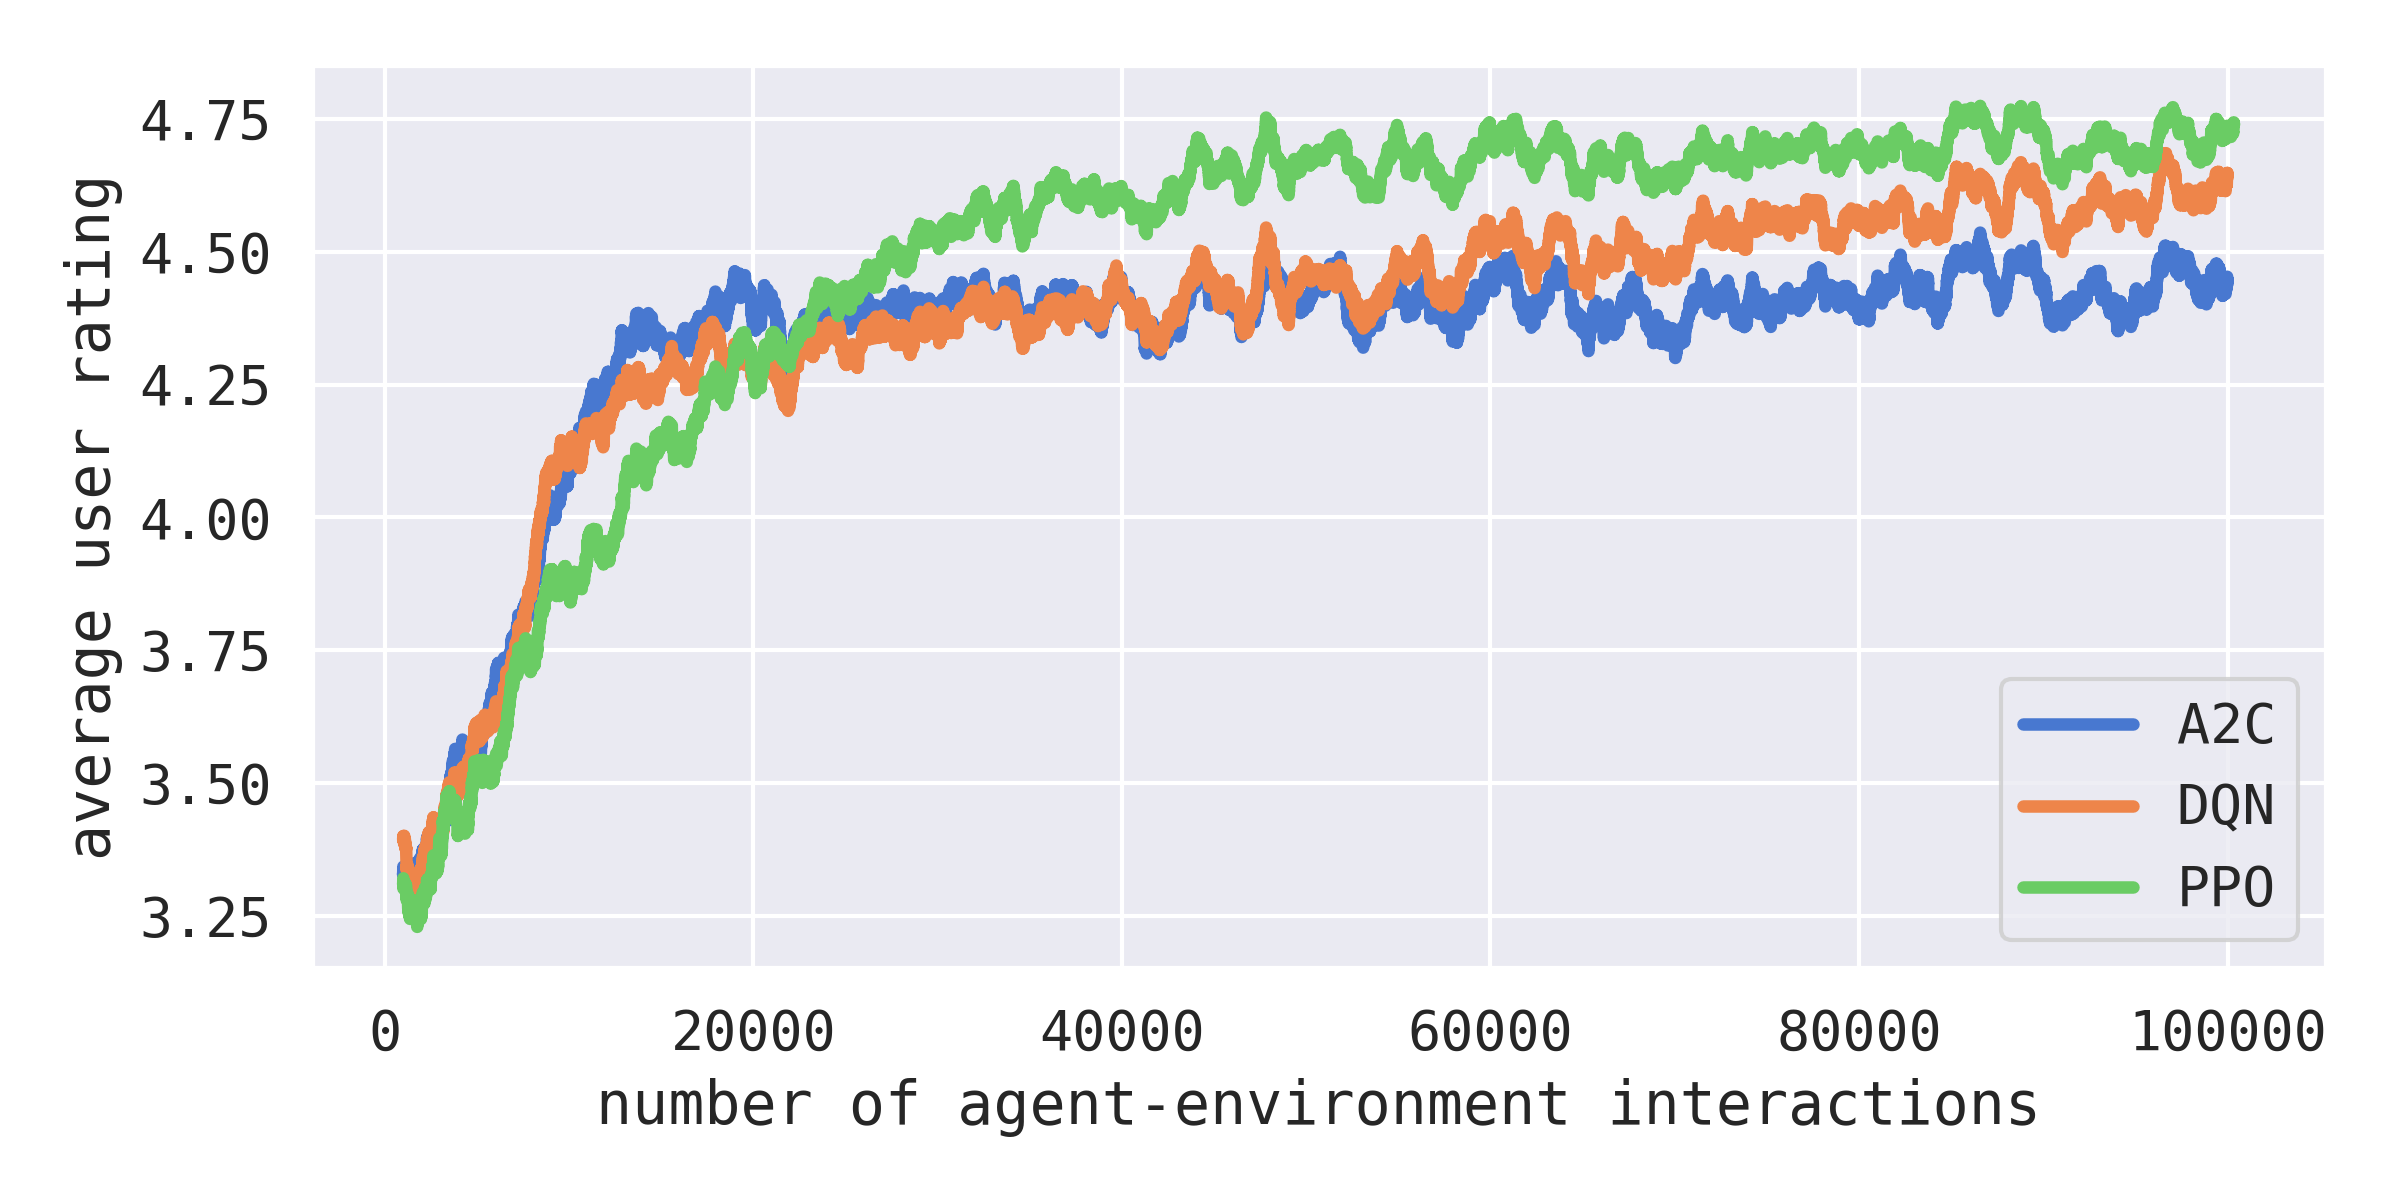 average user rating
4.75
4.50
4.25
4.00
3.75
3.50
3.25
A2C
DQN
PPO
0 20000 40000 60000 80000 100000
number of agent-environment interactions